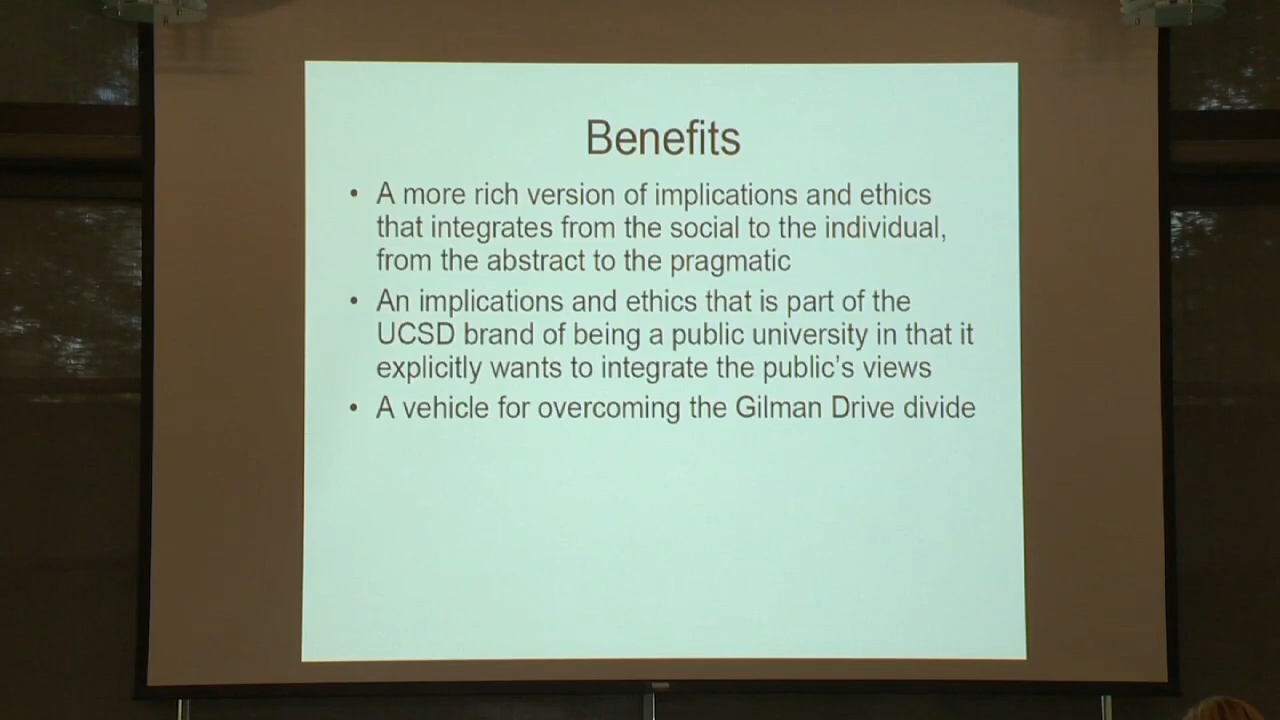 Benefits
• A more rich version of implications and ethics
that integrates from the social to the individual,
from the abstract to the pragmatic
• An implications and ethics that is part of the
UCSD brand of being a public university in that it
explicitly wants to integrate the public's views
• A vehicle for overcoming the Gilman Drive divide